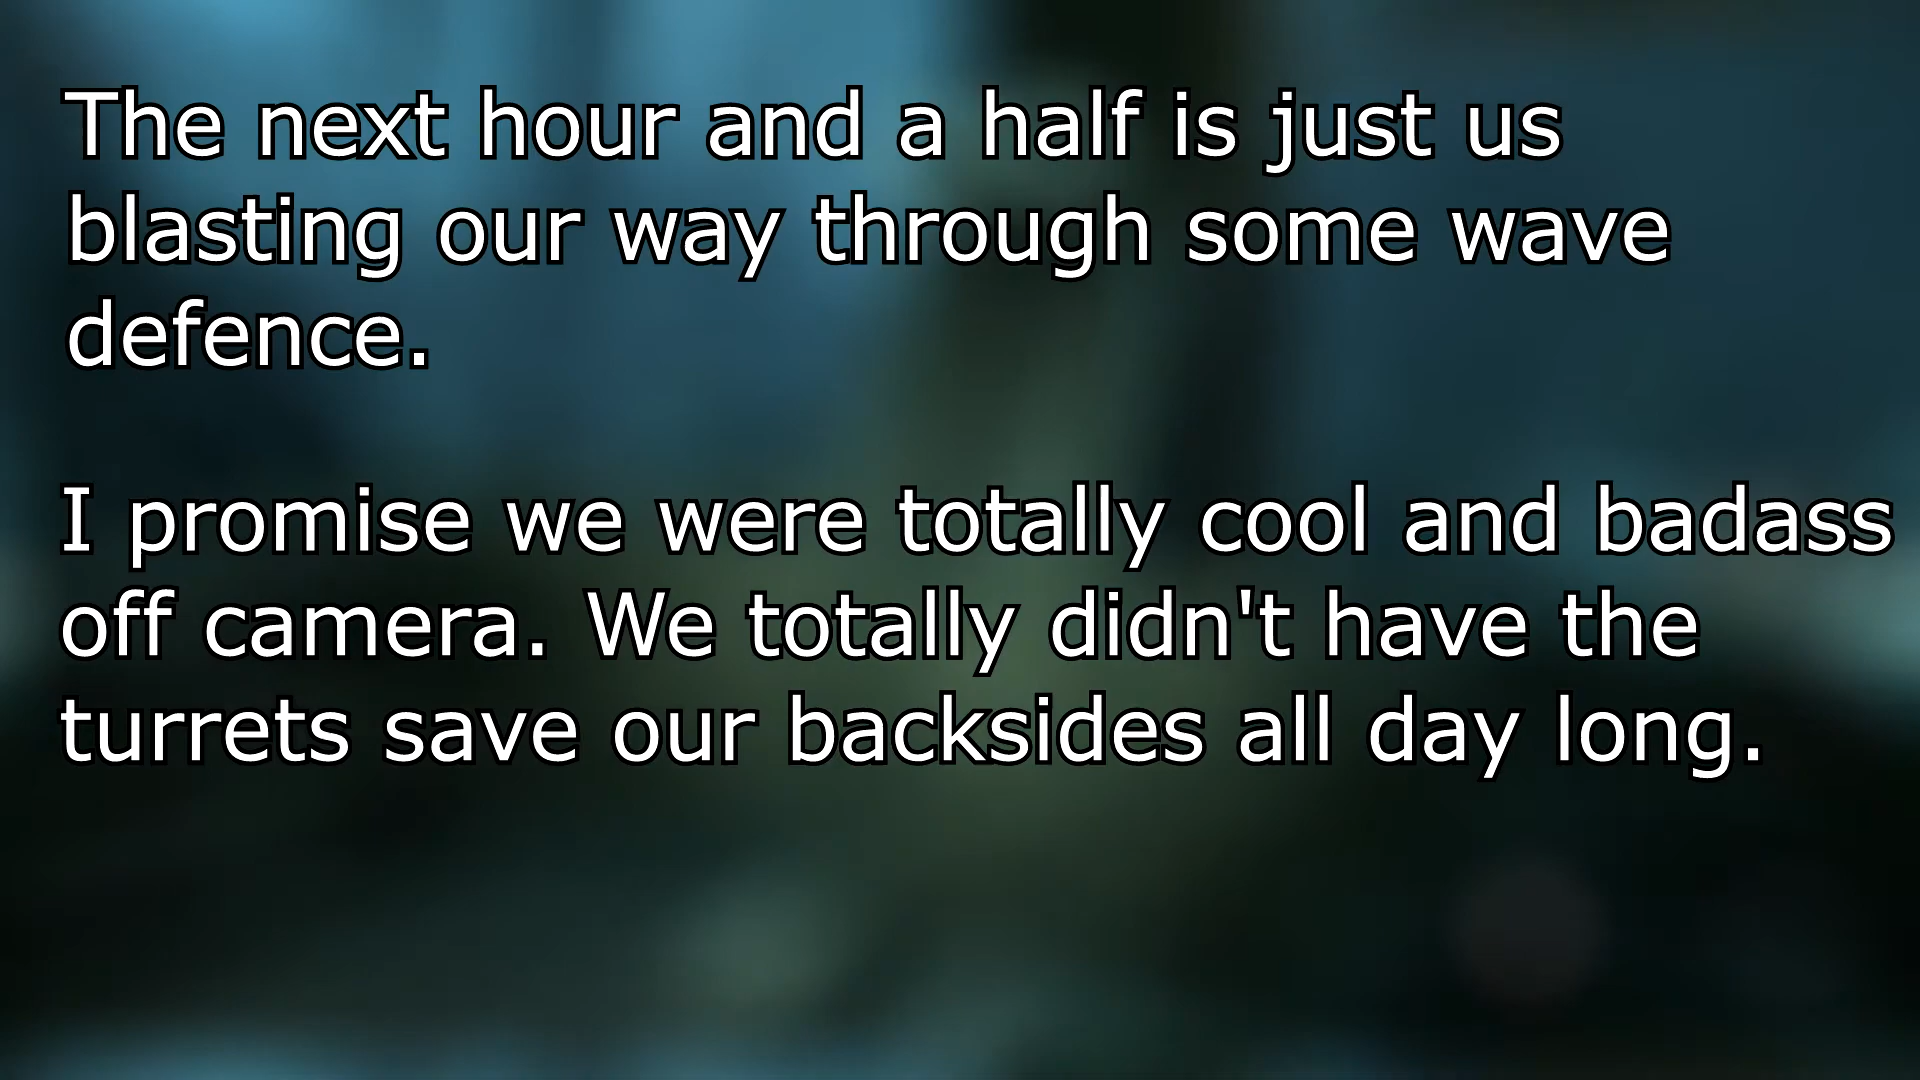 The next hour and a half is just us
blasting our way through some wave
defence.
I promise we were totally cool and badass
off camera. We totally didn't have the
turrets save our backsides all day long.